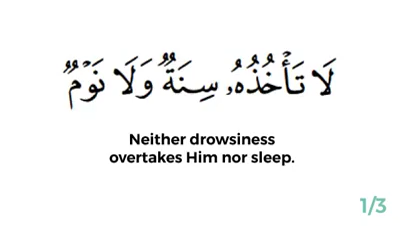 لَا تَأْخُذُهُۥ سِنَةٌ وَلَا نَوْمٌ
Neither drowsiness
overtakes Him nor sleep.
1/3